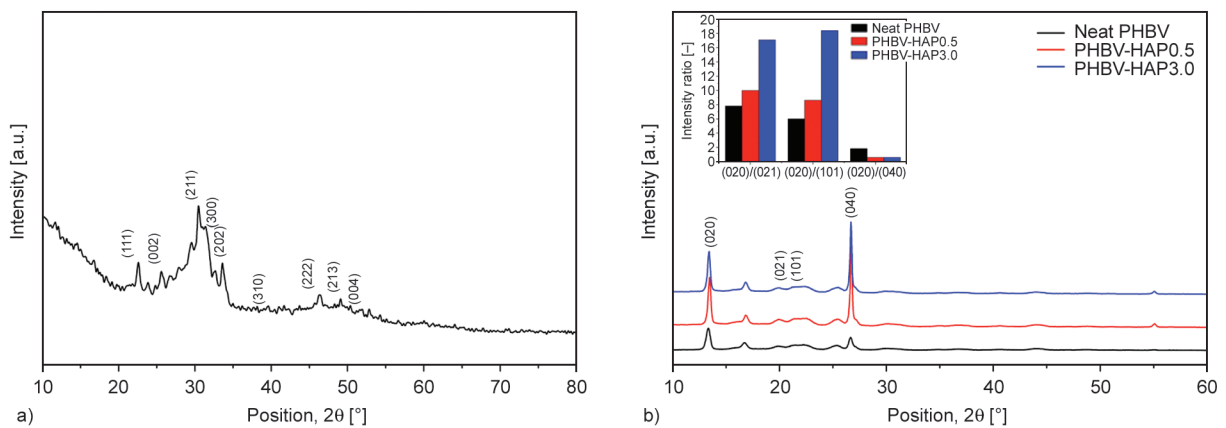 Intensity [a.u.]
(111)
(002)
(211)
(300)
(202)
(310)
(222)
(213)
(004)
10 20 30 40 50 60 70 80
Position, 2θ [°]
a)
Intensity [a.u.]
Intensity ratio [–]
20
18
16
14
12
10
8
6
4
2
0
Neat PHBV
PHBV-HAP0.5
PHBV-HAP3.0
(020)/(021) (020)/(101) (020)/(040)
Neat PHBV
PHBV-HAP0.5
PHBV-HAP3.0
(020)
(021)
(101)
(040)
10 20 30 40 50 60
Position, 2θ [°]
b)